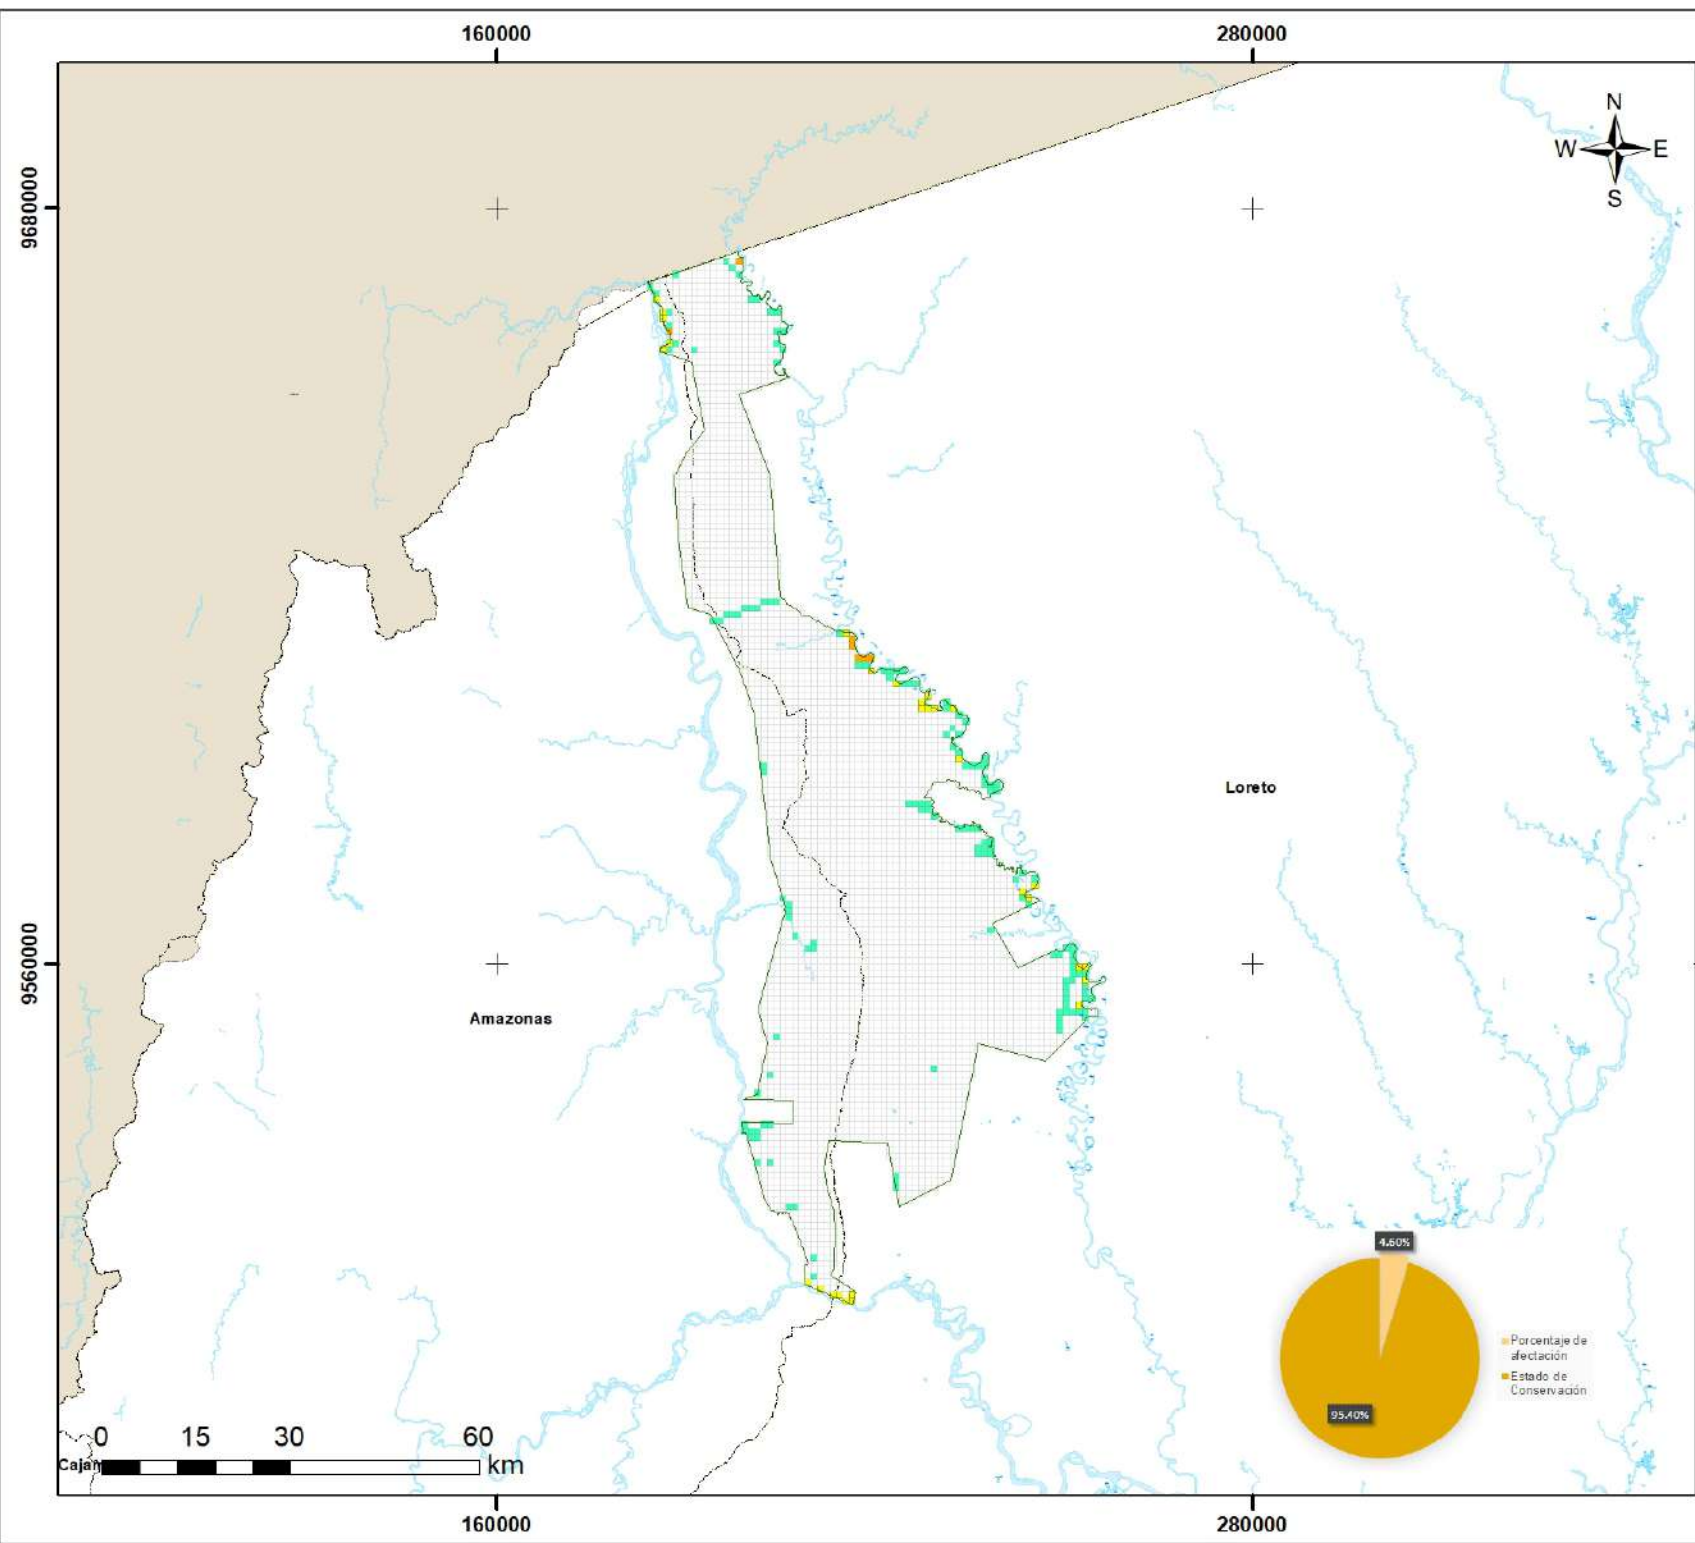 160000 280000
N
W E
S
9680000
Loreto
9560000
Amazonas
4.60%
Porcentaje de
afectación
Estado de
Conservación
95.40%
0 15 30 60
km
Cajam
160000 280000